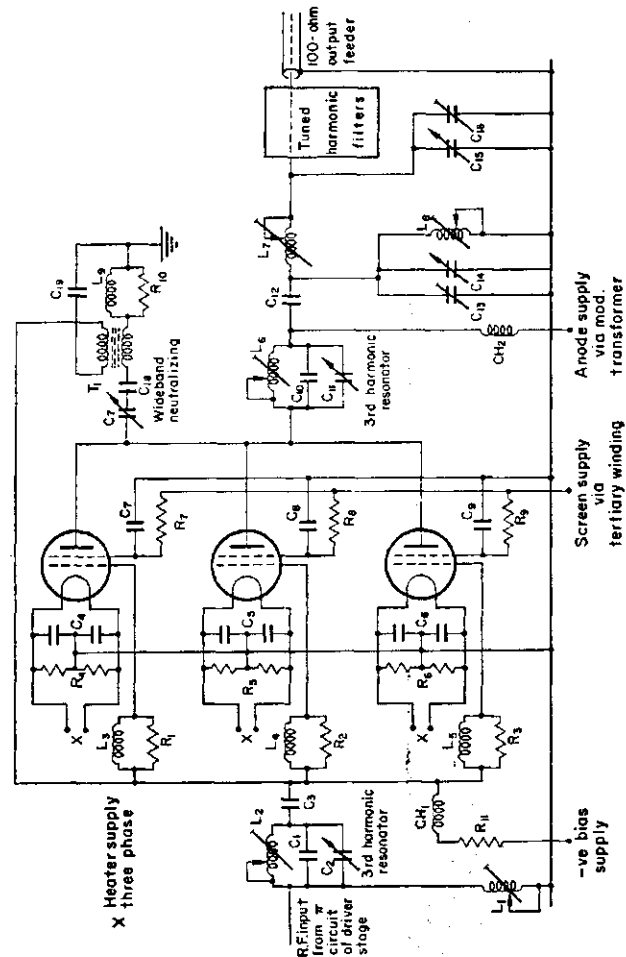 100-ohm
output
feeder
Tuned
harmonic
filters
C16
C15
L7
L8
C14
C13
C12
CH2
Anode supply
via mod.
transformer
C19
L9
R10
T1
C18
C7
Wideband
neutralizing
L6
C10
C11
3rd harmonic
resonator
C7
R7
C8
R8
C9
R9
Screen supply
via
tertiary winding
C4
R4
C5
R5
C6
R6
X
X
X
L3
R1
L4
R2
L5
R3
X Heater supply
three phase
C3
L2
C1
C2
3rd harmonic
resonator
CH1
R11
-ve bias
supply
L1
R.F. input
from π
circuit
of driver
stage